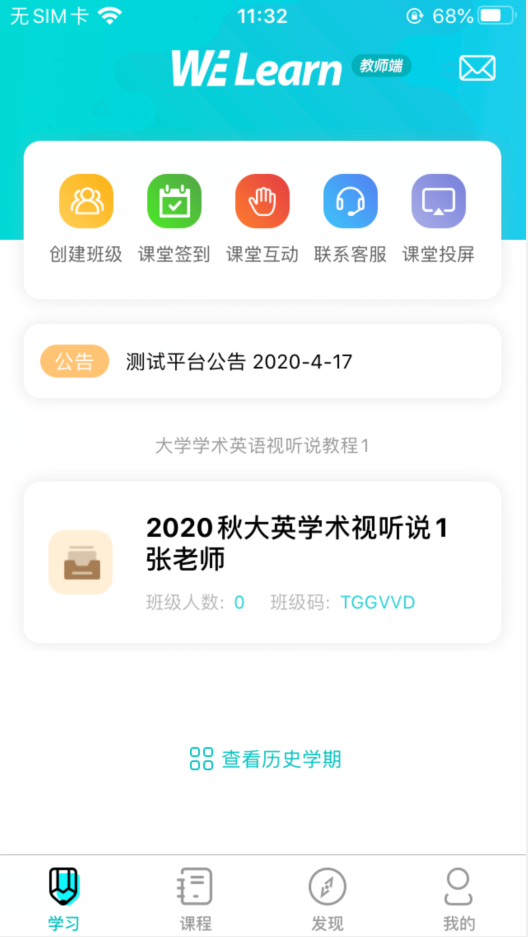 无SIM卡 11:32 68%
WE Learn 教师端
创建班级 课堂签到 课堂互动 联系客服 课堂投屏
公告 测试平台公告 2020-4-17
大学学术英语视听说教程1
2020秋大英学术视听说1
张老师
班级人数: 0 班级码: TGGVVD
查看历史学期
学习 课程 发现 我的